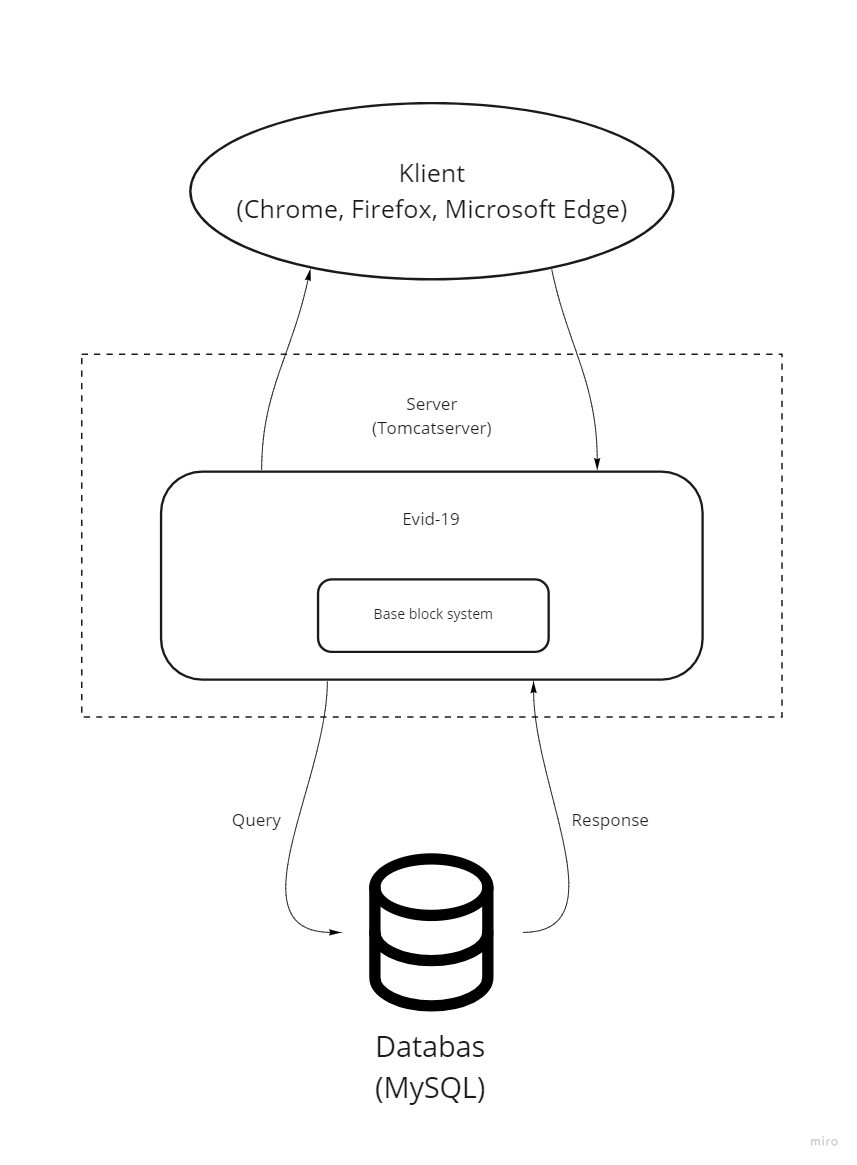 Klient
(Chrome, Firefox, Microsoft Edge)
Server
(Tomcatserver)
Evid-19
Base block system
Query
Response
Databas
(MySQL)
miro